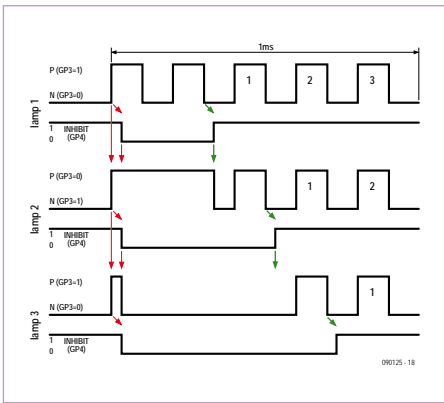 1ms
P (GP3=1)
1 2 3
N (GP3=0)
lamp 1
1 INHIBIT
0 (GP4)
P (GP3=0)
1 2
N (GP3=1)
lamp 2
1 INHIBIT
0 (GP4)
P (GP3=1)
1
N (GP3=0)
lamp 3
1 INHIBIT
0 (GP4)
090125 - 18